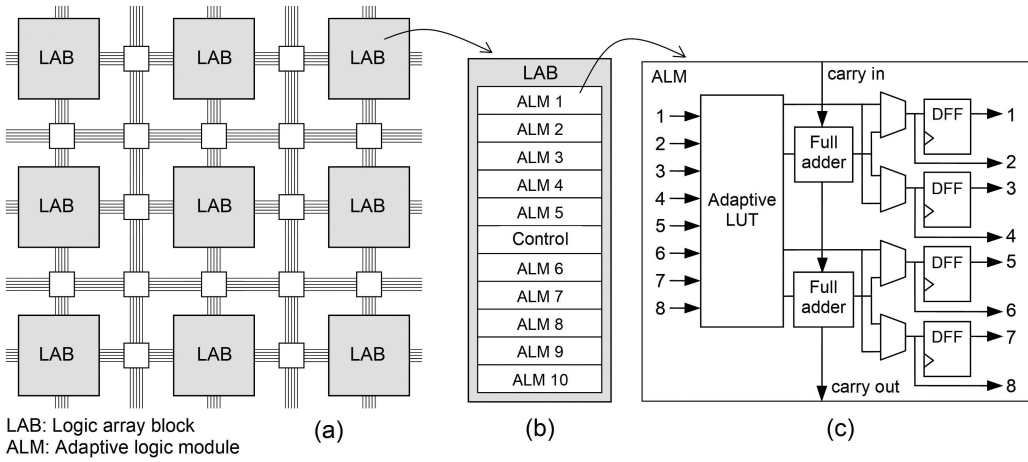 LAB
LAB
LAB
LAB
LAB
LAB
LAB
LAB
LAB
LAB: Logic array block
ALM: Adaptive logic module
(a)
LAB
ALM 1
ALM 2
ALM 3
ALM 4
ALM 5
Control
ALM 6
ALM 7
ALM 8
ALM 9
ALM 10
(b)
ALM
carry in
1
2
3
4
5
6
7
8
Adaptive
LUT
Full
adder
Full
adder
DFF
DFF
DFF
DFF
1
2
3
4
5
6
7
8
carry out
(c)